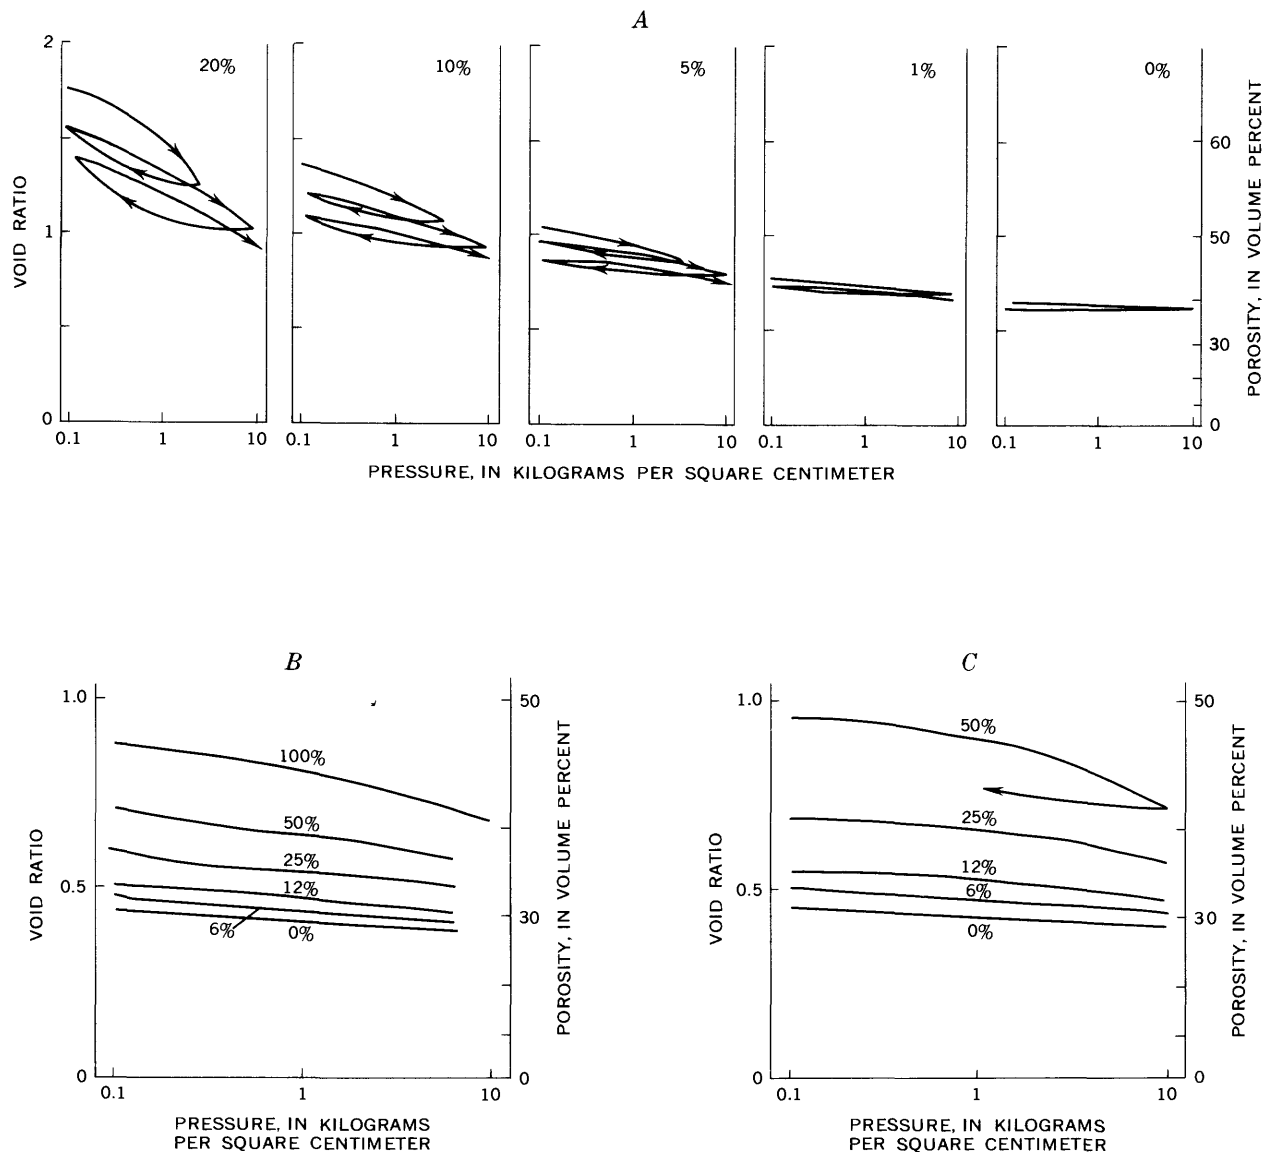 A
2
1
0
VOID RATIO
20%
10%
5%
1%
0%
60
50
30
10
0
POROSITY, IN VOLUME PERCENT
0.1 1 10
0.1 1 10
0.1 1 10
0.1 1 10
0.1 1 10
PRESSURE, IN KILOGRAMS PER SQUARE CENTIMETER
B
1.0
0.5
0
VOID RATIO
100%
50%
25%
12%
6%
0%
50
30
0
POROSITY, IN VOLUME PERCENT
0.1 1 10
PRESSURE, IN KILOGRAMS
PER SQUARE CENTIMETER
C
1.0
0.5
0
VOID RATIO
50%
25%
12%
6%
0%
50
30
0
POROSITY, IN VOLUME PERCENT
0.1 1 10
PRESSURE, IN KILOGRAMS
PER SQUARE CENTIMETER